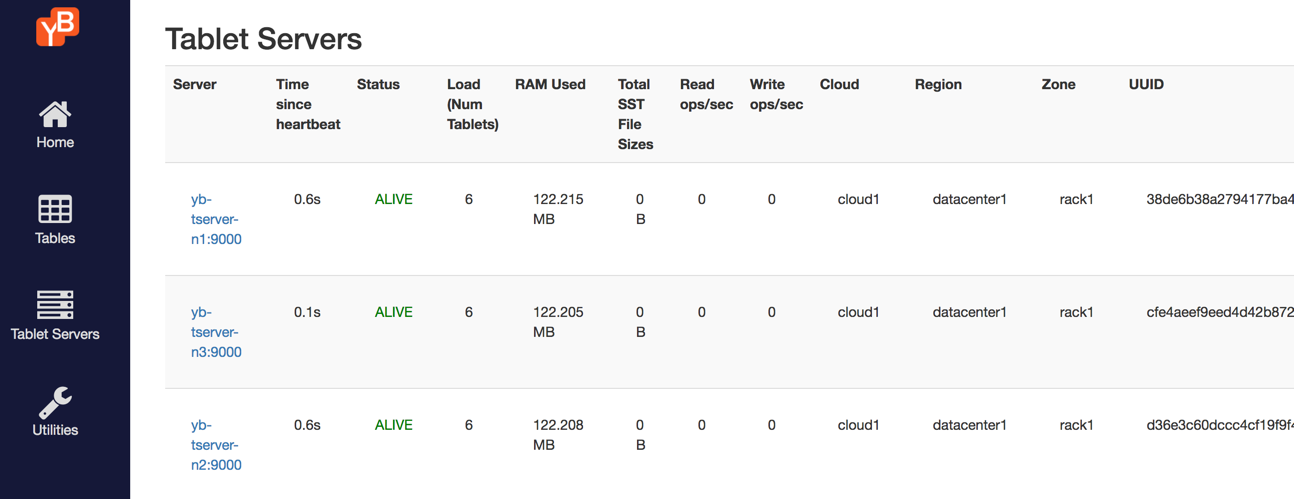 YB
Tablet Servers
Home
Tables
Tablet Servers
Utilities
Server Time since heartbeat Status Load (Num Tablets) RAM Used Total SST File Sizes Read ops/sec Write ops/sec Cloud Region Zone UUID
yb-tserver-n1:9000 0.6s ALIVE 6 122.215 MB 0 B 0 0 cloud1 datacenter1 rack1 38de6b38a2794177ba4
yb-tserver-n3:9000 0.1s ALIVE 6 122.205 MB 0 B 0 0 cloud1 datacenter1 rack1 cfe4aeef9eed4d42b872
yb-tserver-n2:9000 0.6s ALIVE 6 122.208 MB 0 B 0 0 cloud1 datacenter1 rack1 d36e3c60dccc4cf19f9f4